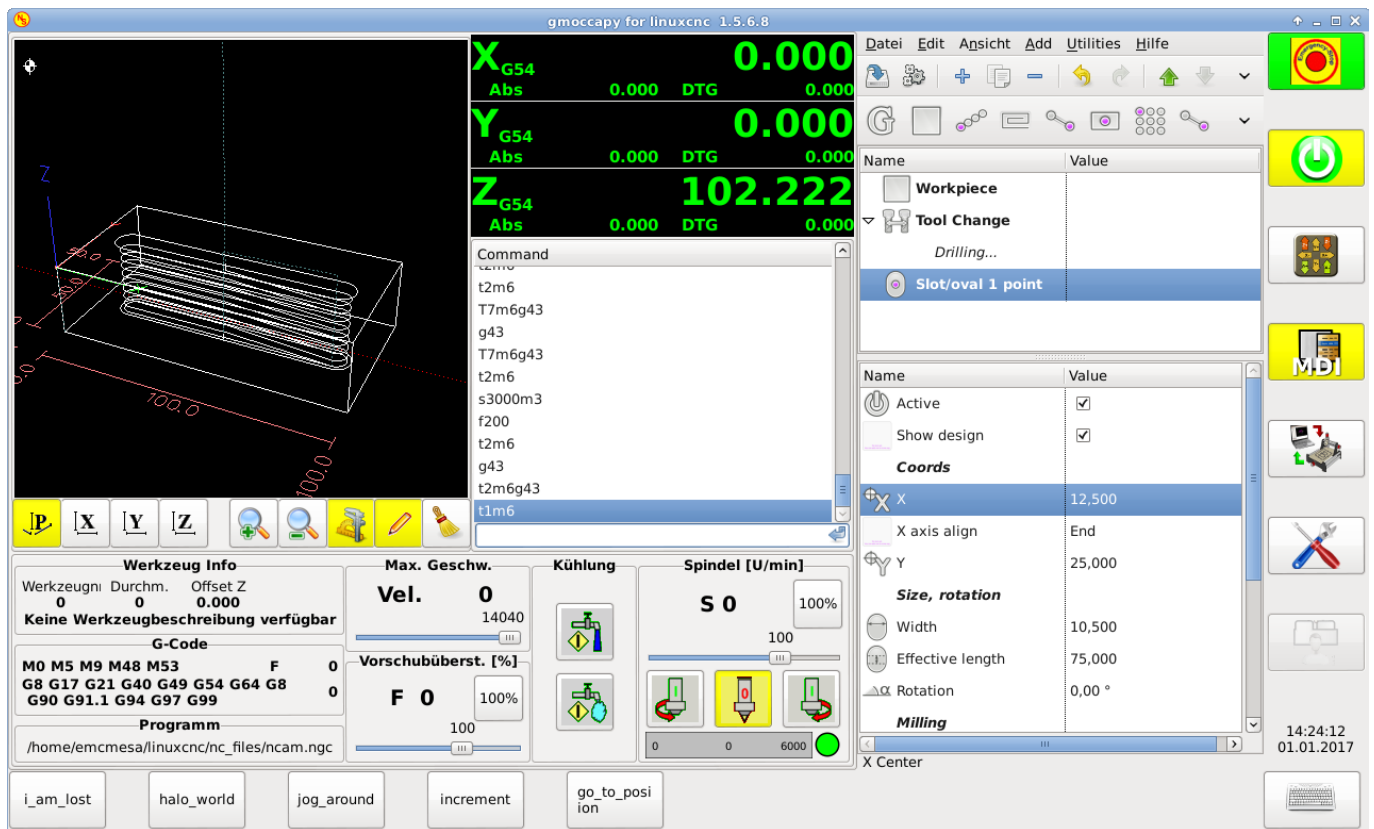 gmoccapy for linuxcnc 1.5.6.8
X G54 0.000
Abs 0.000 DTG 0.000
Y G54 0.000
Abs 0.000 DTG 0.000
Z G54 102.222
Abs 0.000 DTG 0.000
Z
50.0
100.0
100.0
Command
t2m6
t2m6
T7m6g43
g43
T7m6g43
t2m6
s3000m3
f200
t2m6
g43
t2m6g43
t1m6
P X Y Z
Datei Edit Ansicht Add Utilities Hilfe
G
Name Value
Workpiece
Tool Change
Drilling...
Slot/oval 1 point
Name Value
Active
Show design
Coords
X 12,500
X axis align End
Y 25,000
Size, rotation
Width 10,500
Effective length 75,000
Rotation 0,00 °
Milling
X Center
Emergency-Stop
MDI
14:24:12
01.01.2017
Werkzeug Info
Werkzeugni Durchm. Offset Z
0 0 0.000
Keine Werkzeugbeschreibung verfügbar
G-Code
M0 M5 M9 M48 M53 F 0
G8 G17 G21 G40 G49 G54 G64 G8 0
G90 G91.1 G94 G97 G99
Programm
/home/emcmesa/linuxcnc/nc_files/ncam.ngc
Max. Geschw.
Vel. 0
14040
Vorschubüberst. [%]
F 0 100%
100
Kühlung
Spindel [U/min]
S 0 100%
100
0 0 6000
i_am_lost
halo_world
jog_around
increment
go_to_posi
ion